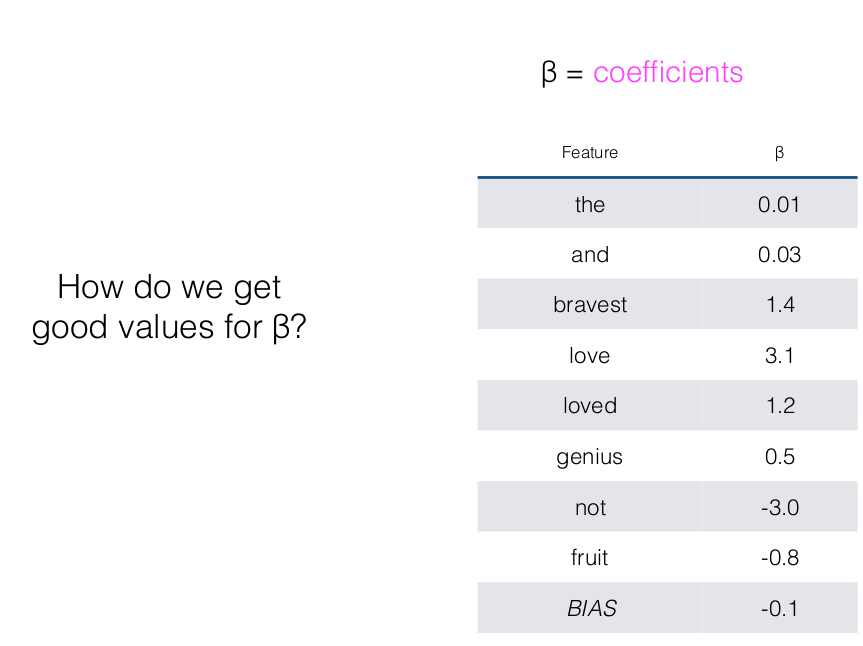 β = coefficients
How do we get
good values for β?
Feature β
the 0.01
and 0.03
bravest 1.4
love 3.1
loved 1.2
genius 0.5
not -3.0
fruit -0.8
BIAS -0.1